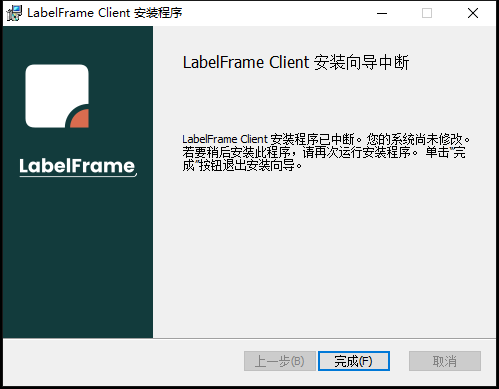 LabelFrame Client 安装程序
LabelFrame Client 安装向导中断
LabelFrame Client 安装程序已中断。您的系统尚未修改。
若要稍后安装此程序，请再次运行安装程序。 单击"完
成"按钮退出安装向导。
LabelFrame
上一步(B)
完成(F)
取消